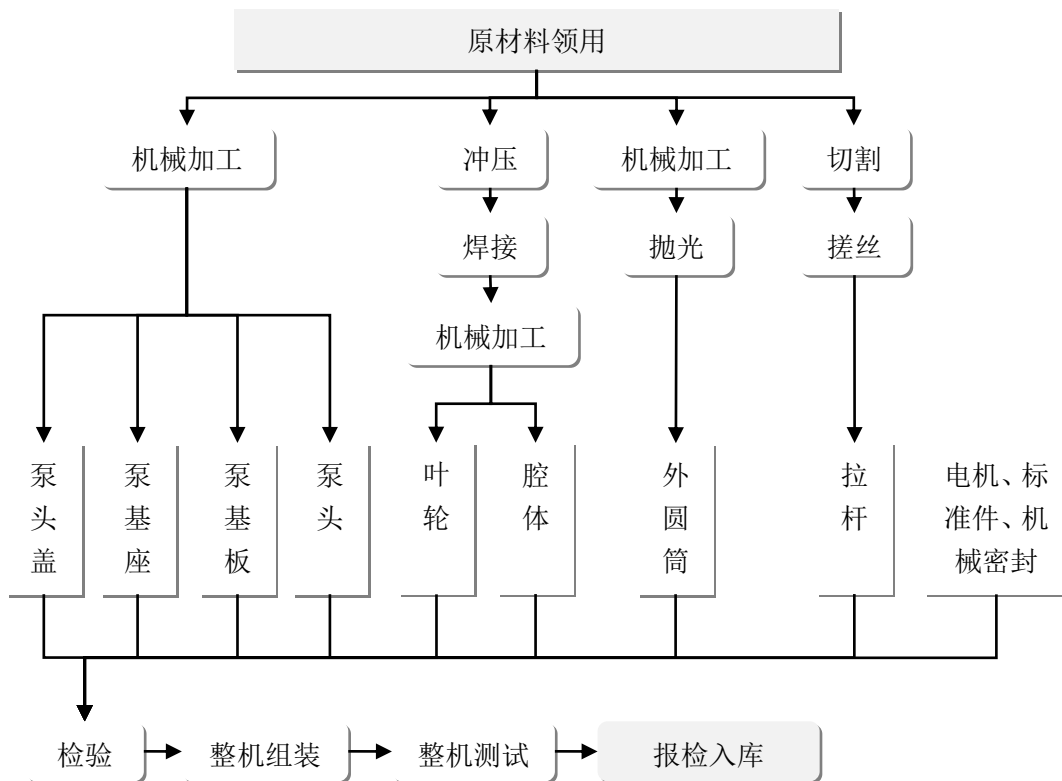 原材料领用
机械加工
冲压
机械加工
切割
焊接
抛光
搓丝
机械加工
泵头盖
泵基座
泵基板
泵头
叶轮
腔体
外圆筒
拉杆
电机、标
准件、机
械密封
检验
整机组装
整机测试
报检入库